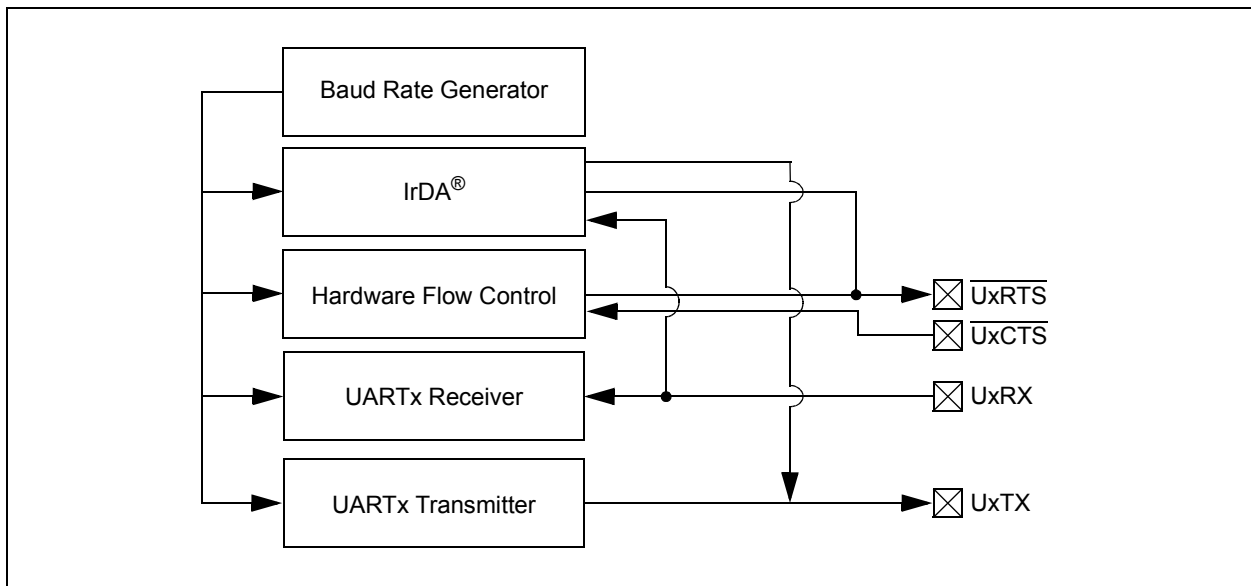 Baud Rate Generator
IrDA®
Hardware Flow Control
UxRTS
UxCTS
UARTx Receiver
UxRX
UARTx Transmitter
UxTX